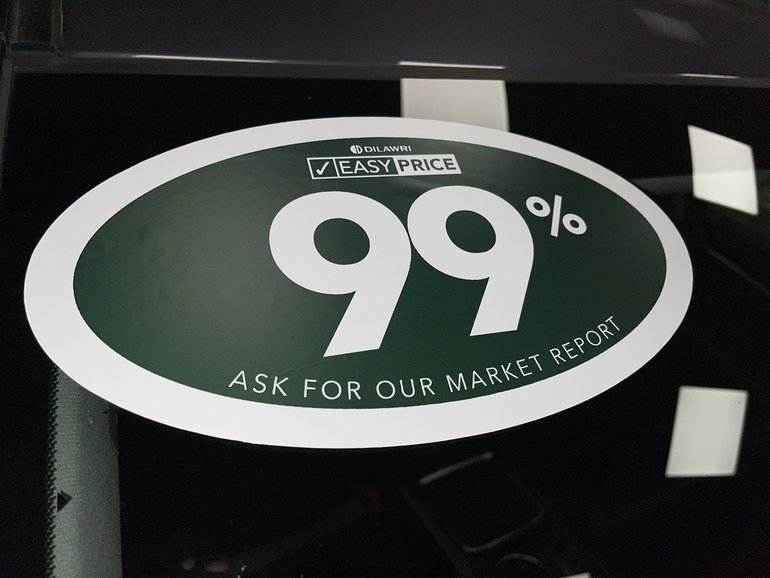 DILAWRI
EASY PRICE
99%
ASK FOR OUR MARKET REPORT